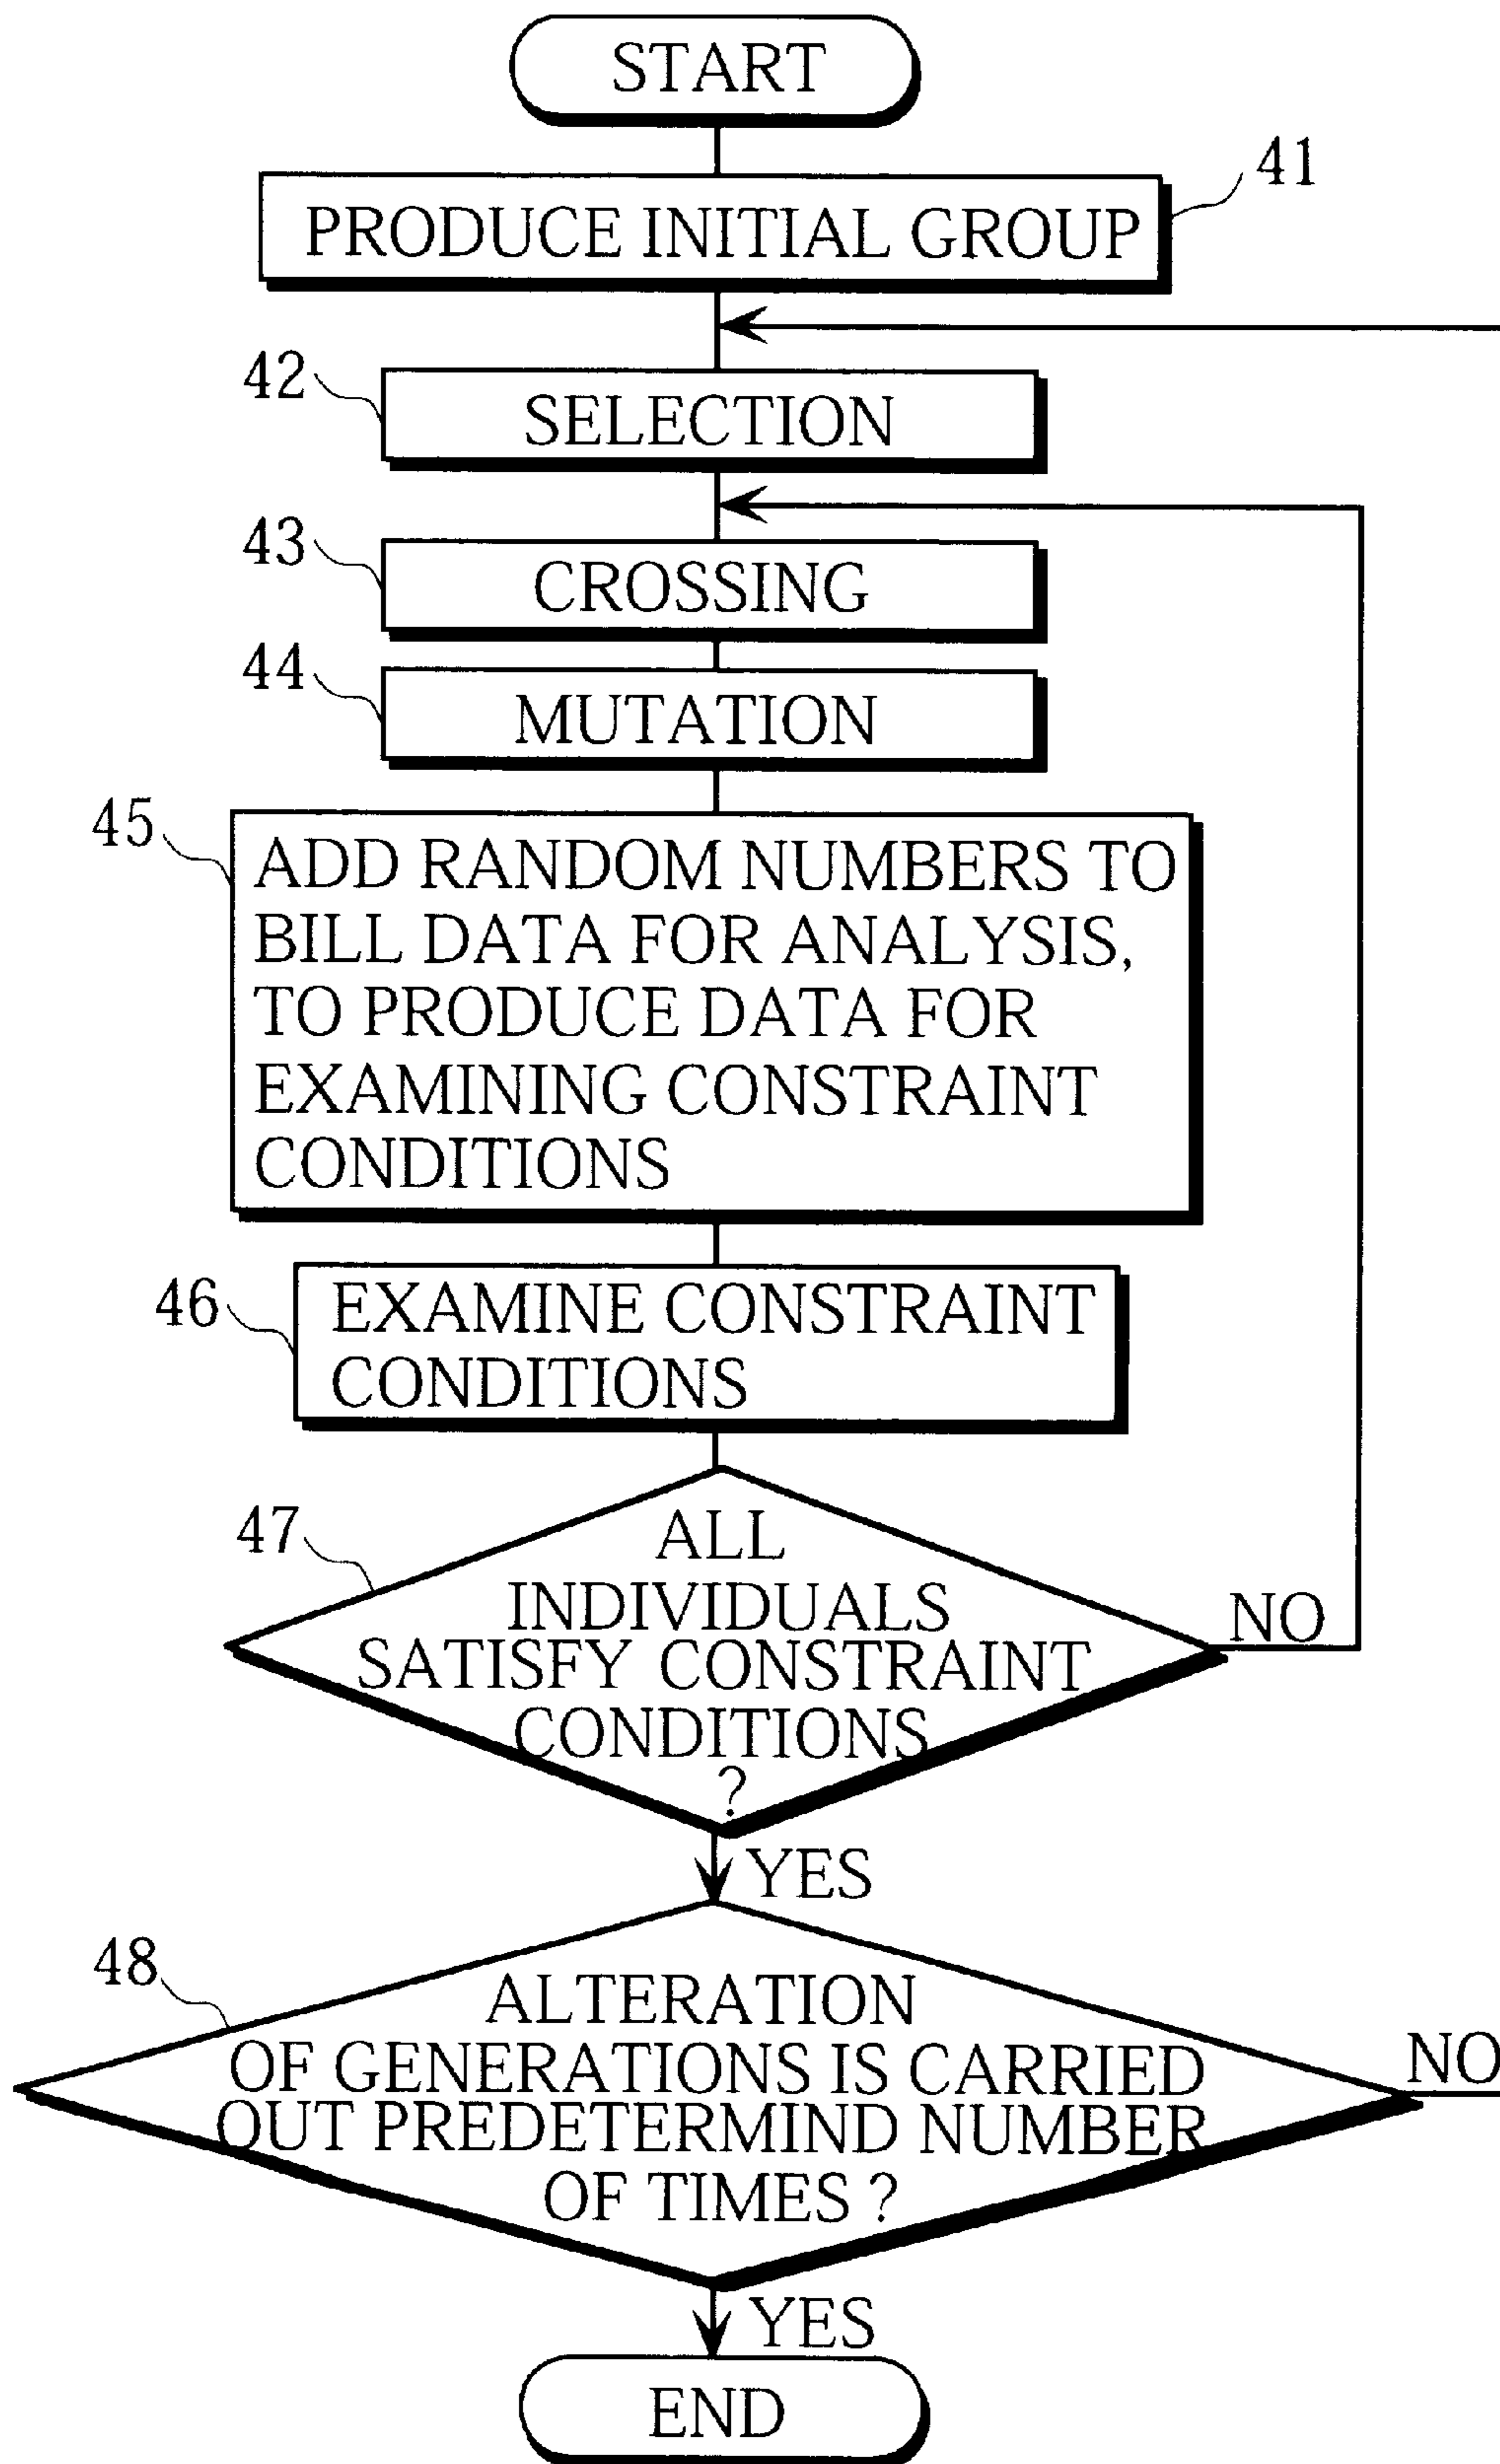 START
41
PRODUCE INITIAL GROUP
42
SELECTION
43
CROSSING
44
MUTATION
45
ADD RANDOM NUMBERS TO
BILL DATA FOR ANALYSIS,
TO PRODUCE DATA FOR
EXAMINING CONSTRAINT
CONDITIONS
46
EXAMINE CONSTRAINT
CONDITIONS
47
ALL
INDIVIDUALS
SATISFY CONSTRAINT
CONDITIONS
?
NO
YES
48
ALTERATION
OF GENERATIONS IS CARRIED
OUT PREDETERMIND NUMBER
OF TIMES ?
NO
YES
END